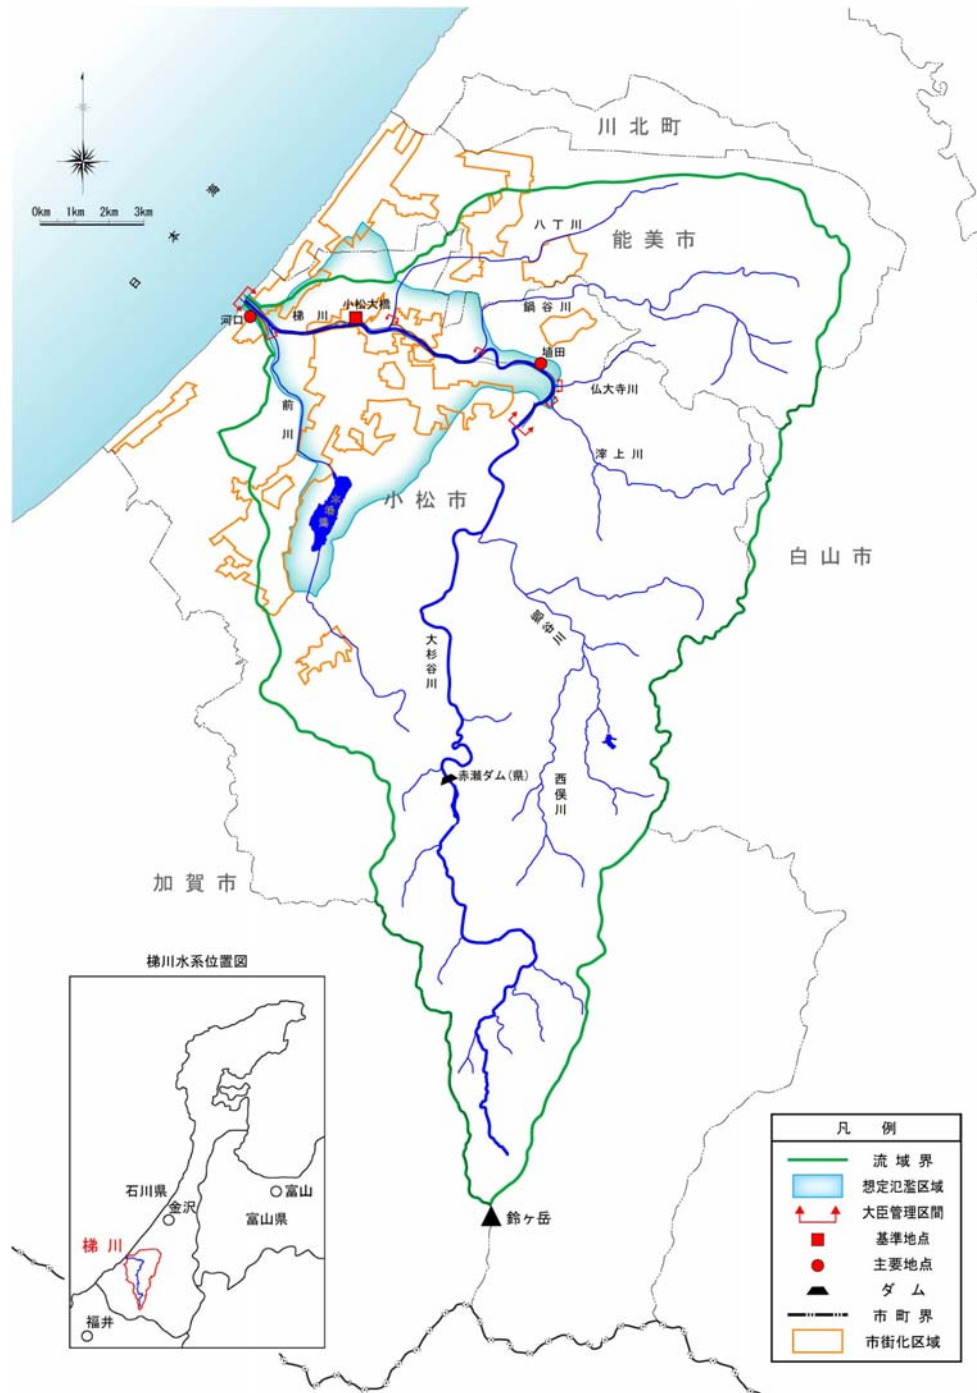 川北町
0km 1km 2km 3km
日本海
八丁川
能美市
小松大橋
河口
梯川
鍋谷川
埴田
仏大寺川
前川
滓上川
木場潟
小松市
白山市
大杉谷川
郷谷川
赤瀬ダム(県)
西俣川
加賀市
鈴ヶ岳
梯川水系位置図
石川県
金沢
富山
富山県
梯川
福井
凡例
流域界
想定氾濫区域
大臣管理区間
基準地点
主要地点
ダム
市町界
市街化区域